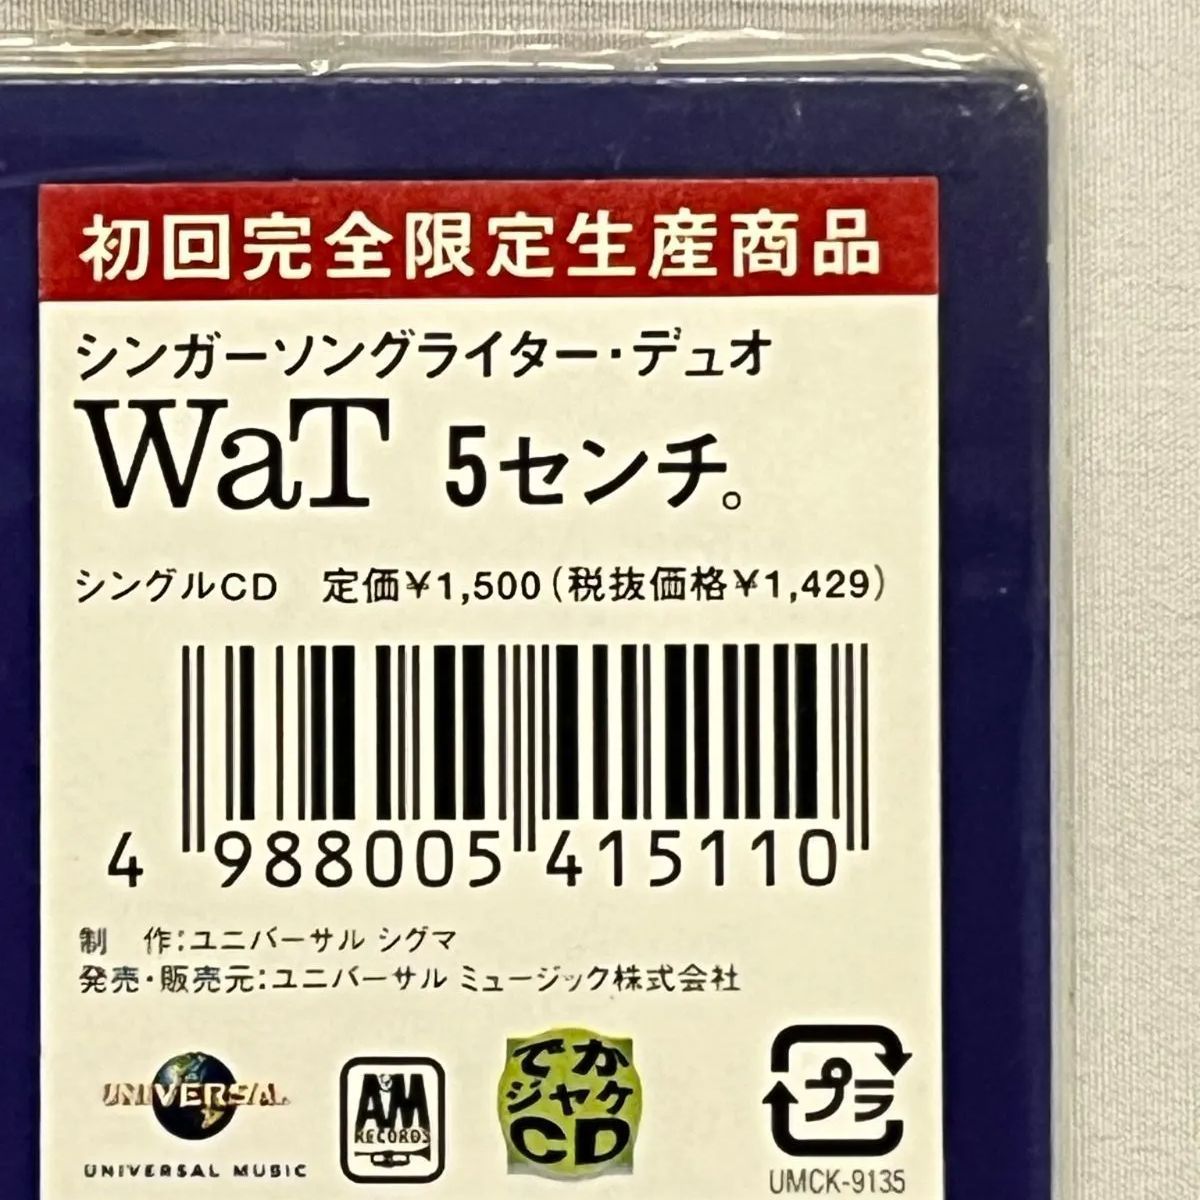 初回完全限定生産商品
シンガーソングライター・デュオ
WaT 5センチ。
シングルCD 定価¥1,500(税抜価格¥1,429)
4 988005 415110
制 作:ユニバーサル シグマ
発売・販売元:ユニバーサル ミュージック株式会社
UNIVERSAL
UNIVERSAL MUSIC
A&M
RECORDS
でか
ジャケ
CD
プラ
UMCK-9135